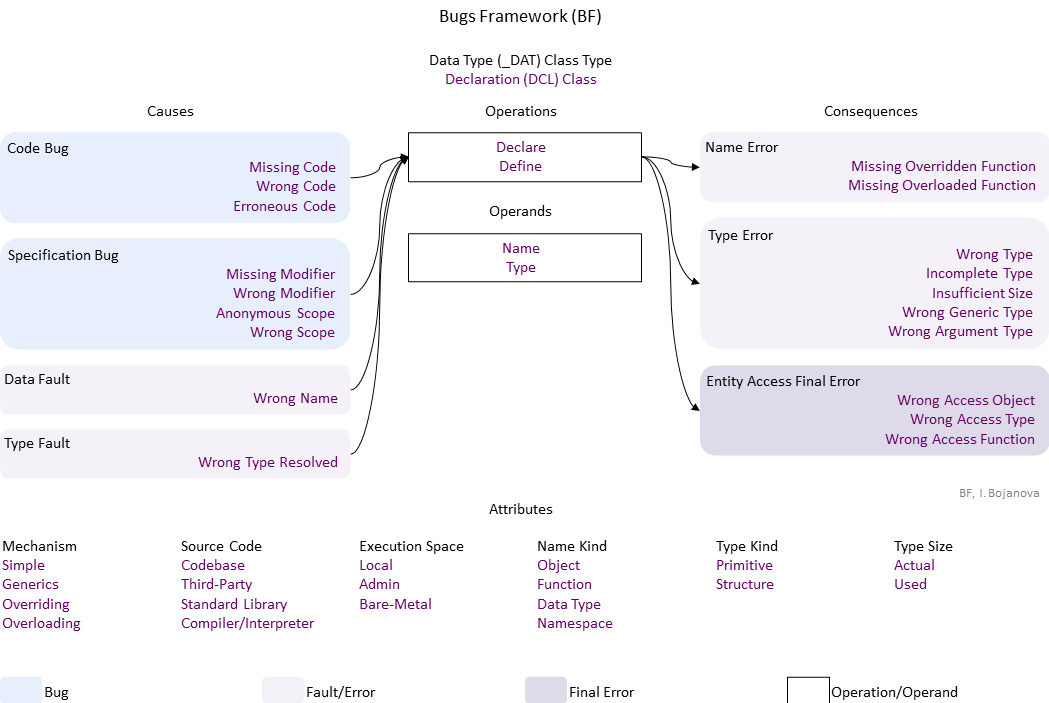 Bugs Framework (BF)
Data Type (_DAT) Class Type
Declaration (DCL) Class
Causes
Operations
Consequences
Code Bug
Missing Code
Wrong Code
Erroneous Code
Specification Bug
Missing Modifier
Wrong Modifier
Anonymous Scope
Wrong Scope
Data Fault
Wrong Name
Type Fault
Wrong Type Resolved
Declare
Define
Operands
Name
Type
Name Error
Missing Overridden Function
Missing Overloaded Function
Type Error
Wrong Type
Incomplete Type
Insufficient Size
Wrong Generic Type
Wrong Argument Type
Entity Access Final Error
Wrong Access Object
Wrong Access Type
Wrong Access Function
BF, I. Bojanova
Attributes
Mechanism
Simple
Generics
Overriding
Overloading
Source Code
Codebase
Third-Party
Standard Library
Compiler/Interpreter
Execution Space
Local
Admin
Bare-Metal
Name Kind
Object
Function
Data Type
Namespace
Type Kind
Primitive
Structure
Type Size
Actual
Used
Bug
Fault/Error
Final Error
Operation/Operand